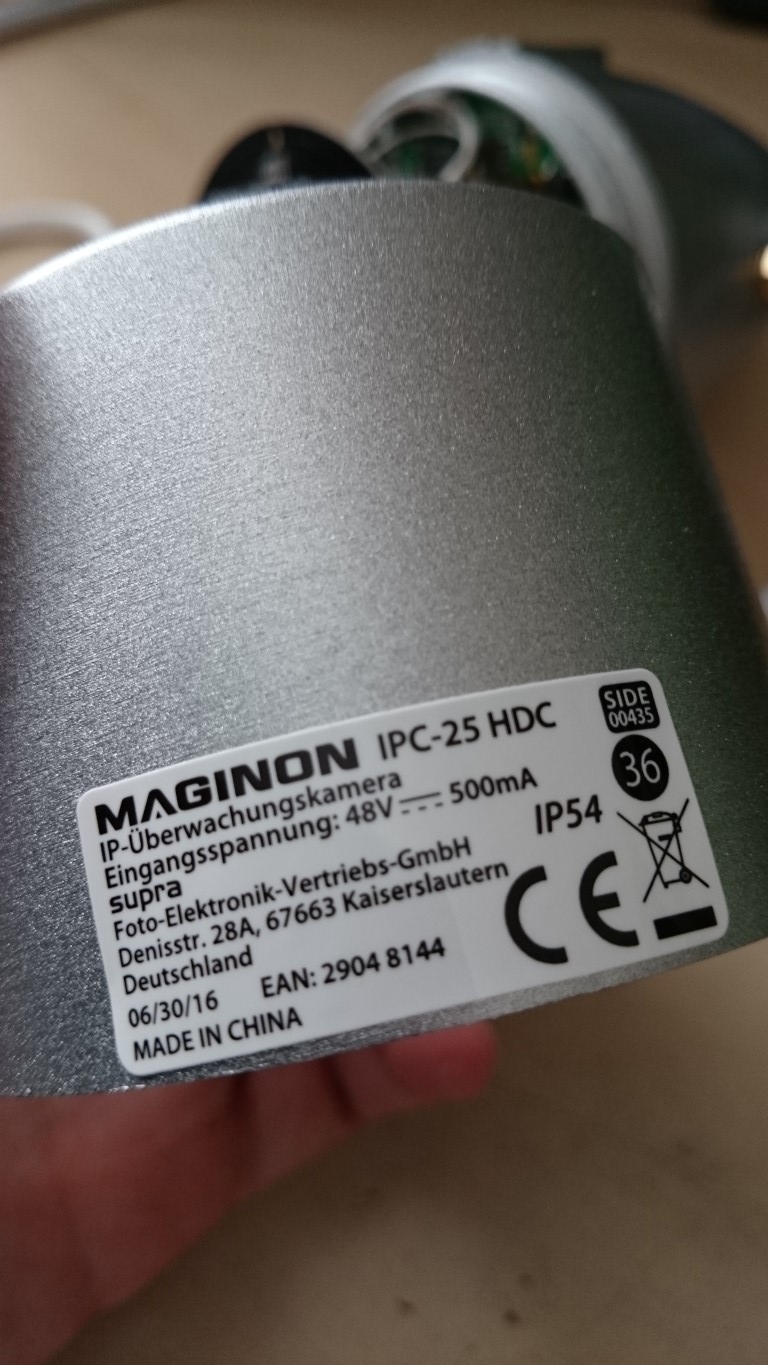 MAGINON IPC-25 HDC
SIDE
00435
IP-Überwachungskamera
36
Eingangsspannung: 48V 500mA
supra
IP54
Foto-Elektronik-Vertriebs-GmbH
Denisstr. 28A, 67663 Kaiserslautern
Deutschland
CE
06/30/16 EAN: 2904 8144
MADE IN CHINA